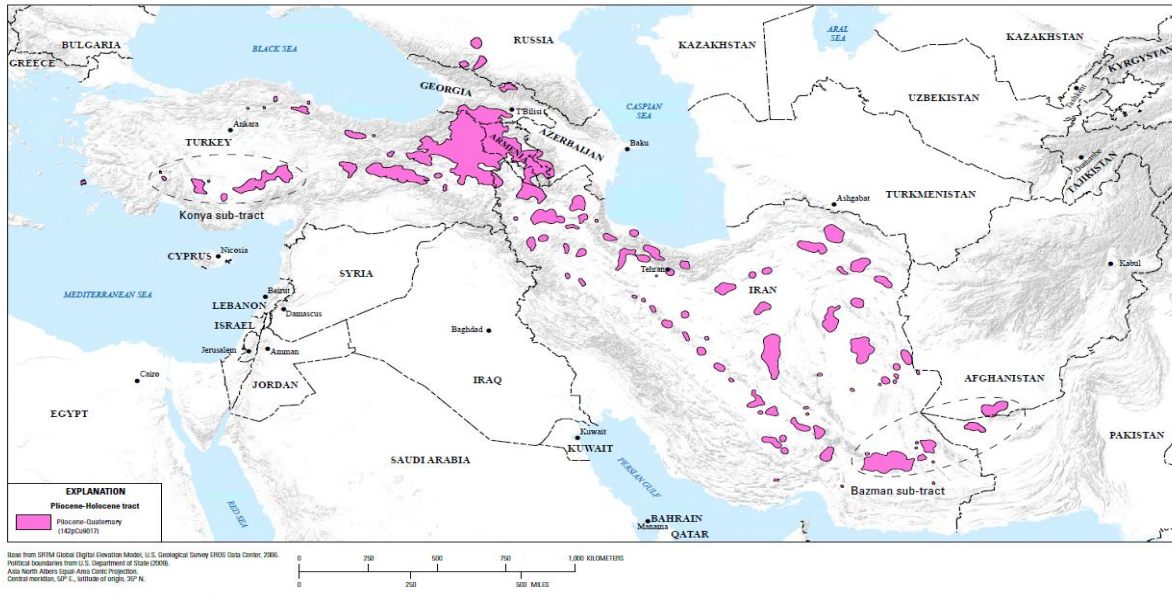 BULGARIA
GREECE
BLACK SEA
RUSSIA
KAZAKHSTAN
ARAL
SEA
KAZAKHSTAN
KYRGYSTAN
Tashkent
UZBEKISTAN
GEORGIA
T'Bilisi
CASPIAN
SEA
Ankara
TURKEY
ARMENIA
AZERBAIJAN
Baku
Dushanbe
TAJIKISTAN
TURKMENISTAN
Ashgabat
Konya sub-tract
CYPRUS
Nicosia
SYRIA
Tehran
IRAN
Kabul
MEDITERRANEAN SEA
Beirut
LEBANON
Damascus
ISRAEL
Baghdad
Jerusalem
Amman
Cairo
JORDAN
IRAQ
AFGHANISTAN
EGYPT
PAKISTAN
Kuwait
KUWAIT
SAUDI ARABIA
PERSIAN GULF
Bazman sub-tract
RED SEA
BAHRAIN
Manama
QATAR
EXPLANATION
Pliocene-Holocene tract
Pliocene-Quaternary
(142pCu9017)
Base from SRTM Global Digital Elevation Model, U.S. Geological Survey EROS Data Center, 2006.
Political boundaries from U.S. Department of State (2009).
Asia North Albers Equal-Area Conic Projection.
Central meridian, 50° E., latitude of origin, 35° N.
0 250 500 750 1,000 KILOMETERS
0 250 500 MILES